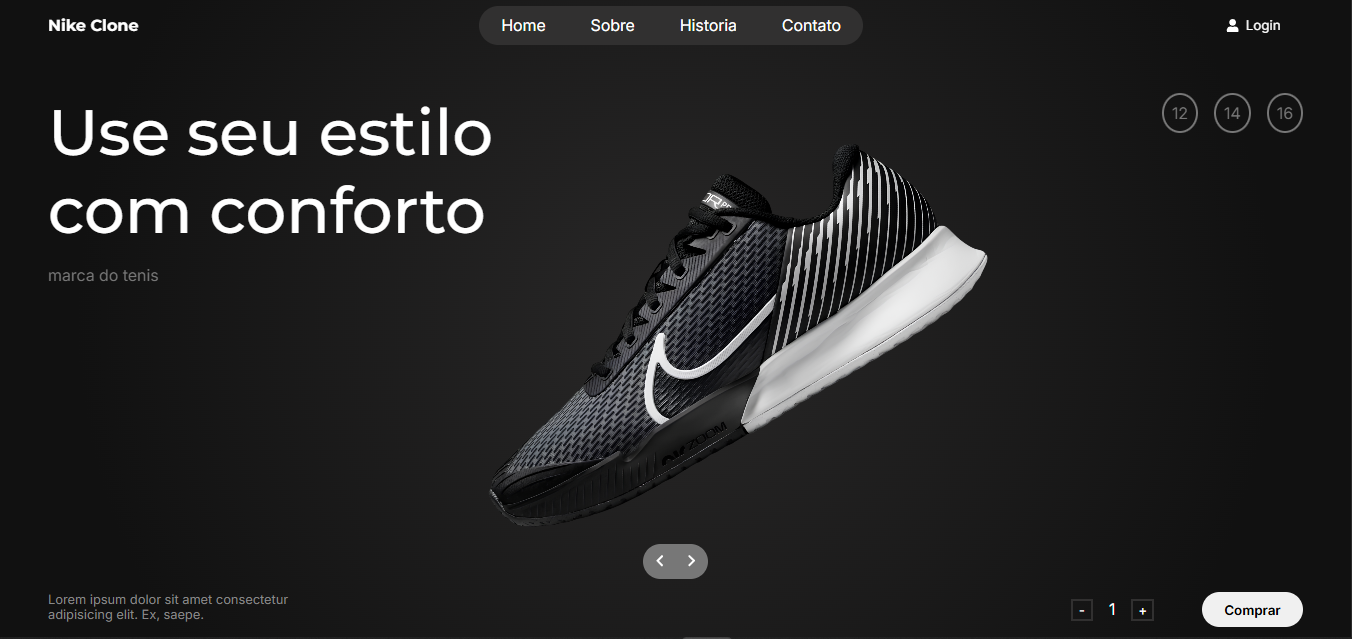 Nike Clone
Home Sobre Historia Contato
Login
Use seu estilo
com conforto
12 14 16
marca do tenis
ZOOM
Lorem ipsum dolor sit amet consectetur
adipisicing elit. Ex, saepe.
- 1 +
Comprar